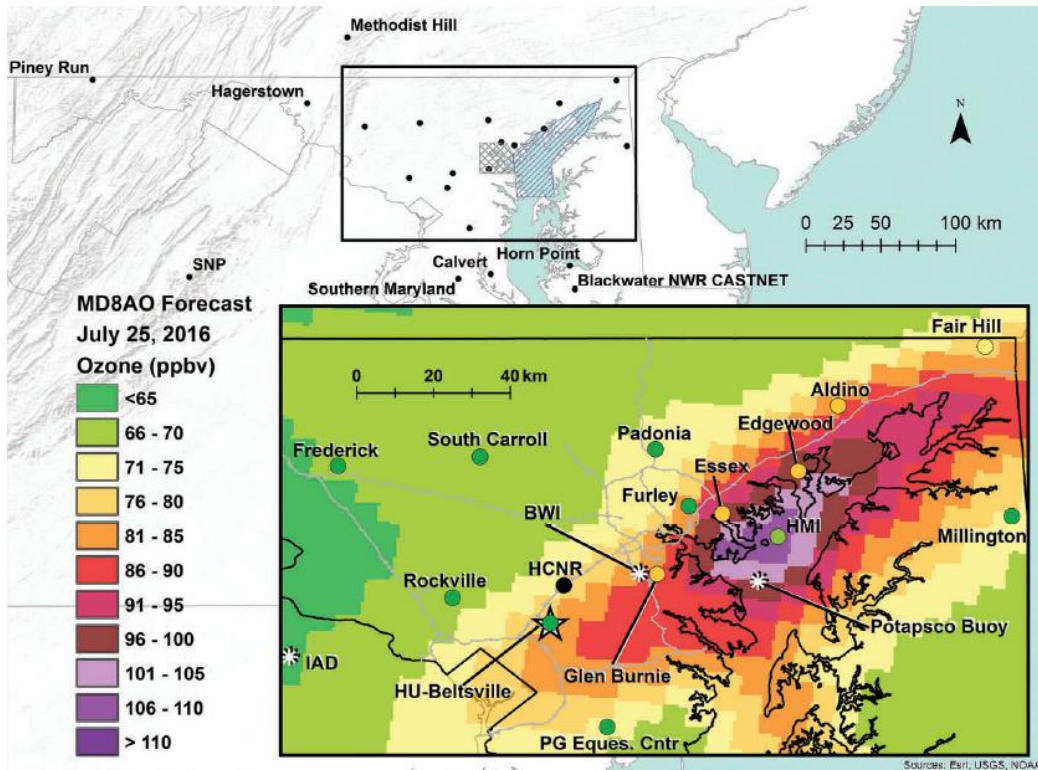 Methodist Hill
Piney Run
Hagerstown
N
0 25 50 100 km
SNP
Calvert
Horn Point
Southern Maryland
Blackwater NWR CASTNET
MD8AO Forecast
July 25, 2016
Ozone (ppbv)
<65
66 - 70
71 - 75
76 - 80
81 - 85
86 - 90
91 - 95
96 - 100
101 - 105
106 - 110
> 110
Fair Hill
0 20 40 km
Aldino
Edgewood
South Carroll
Padonia
Frederick
Essex
Furley
BWI
HMI
Millington
HCNR
Rockville
Potapsco Buoy
IAD
Glen Burnie
HU-Beltsville
PG Eques. Cntr
Sources: Esri, USGS, NOAA